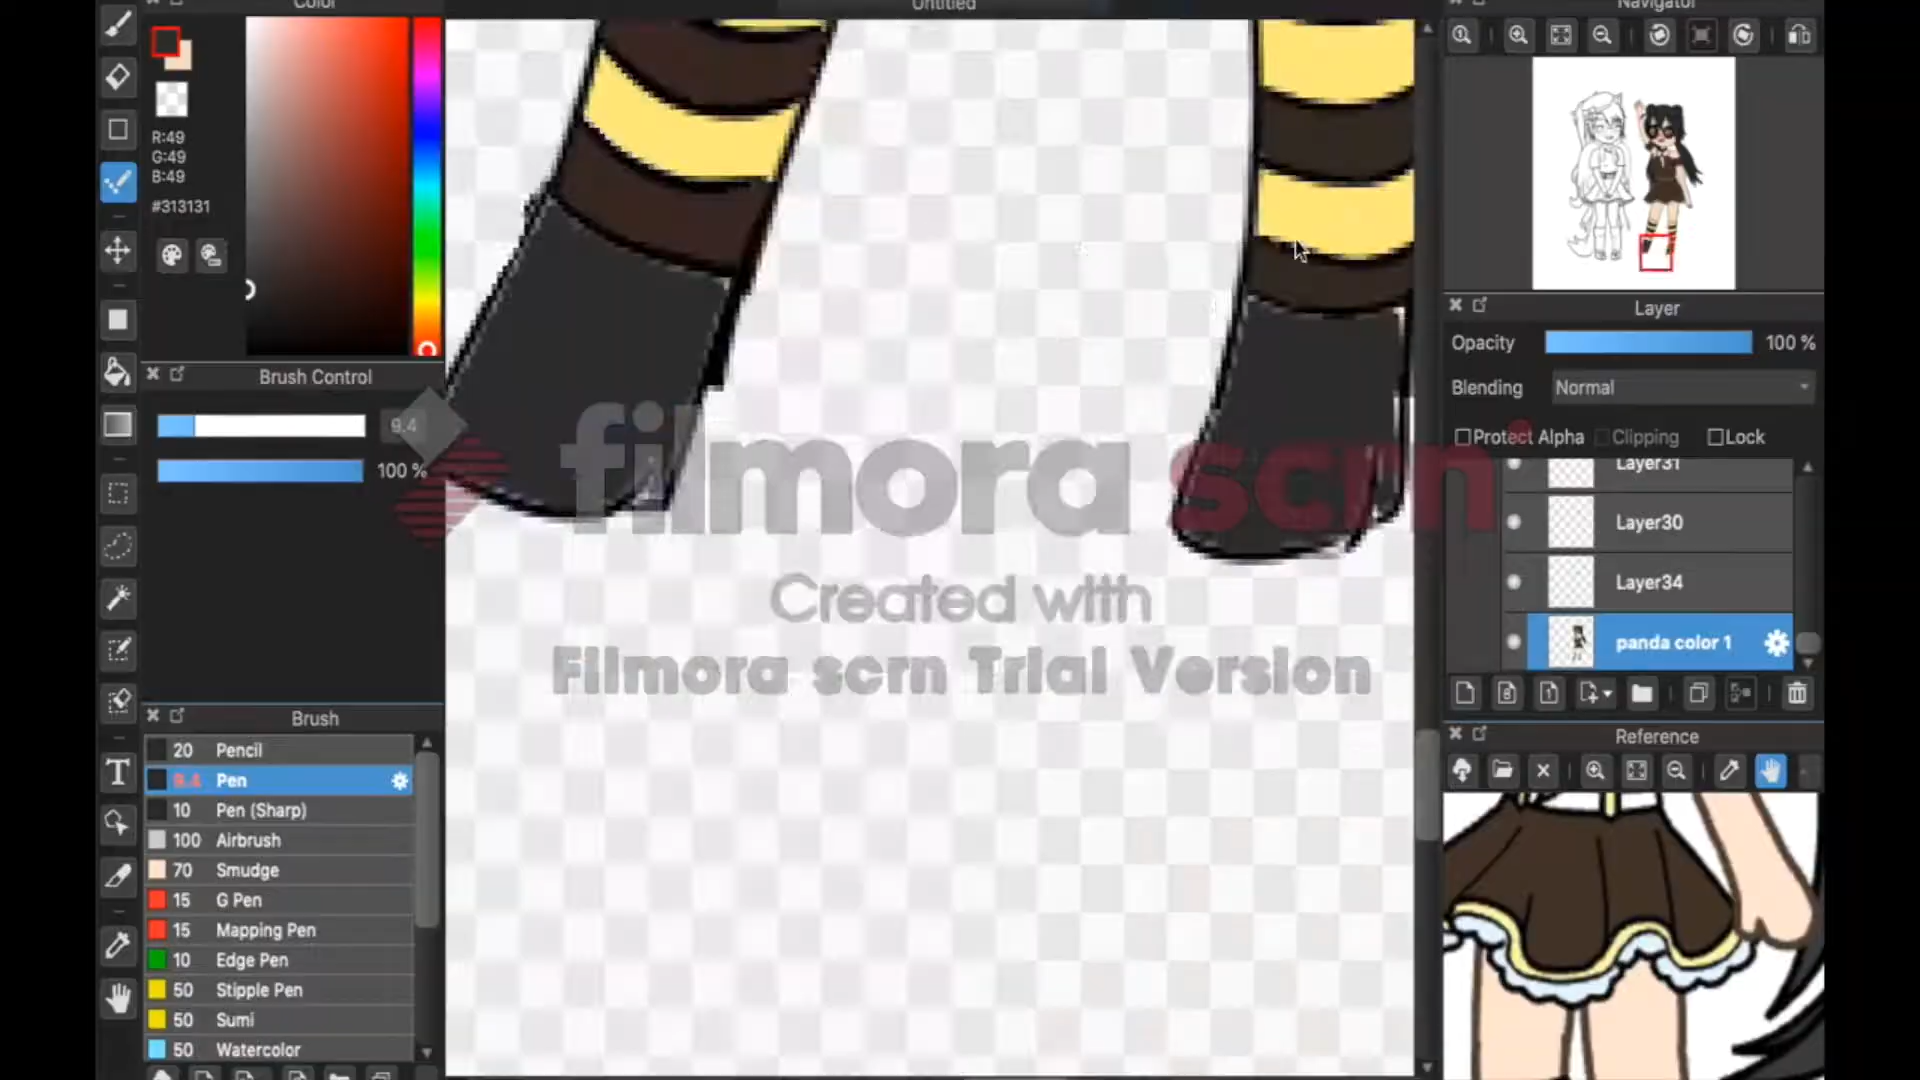 Color
Untitled
Navigator
R:49
G:49
B:49
#313131
Layer
Opacity 100 %
Blending Normal
Protect Alpha Clipping Lock
Layer31
Layer30
Layer34
panda color 1
Brush Control
9.4
100 %
filmora scrn
Created with
Filmora scrn Trial Version
Brush
20 Pencil
9.4 Pen
10 Pen (Sharp)
100 Airbrush
70 Smudge
15 G Pen
15 Mapping Pen
10 Edge Pen
50 Stipple Pen
50 Sumi
50 Watercolor
Reference